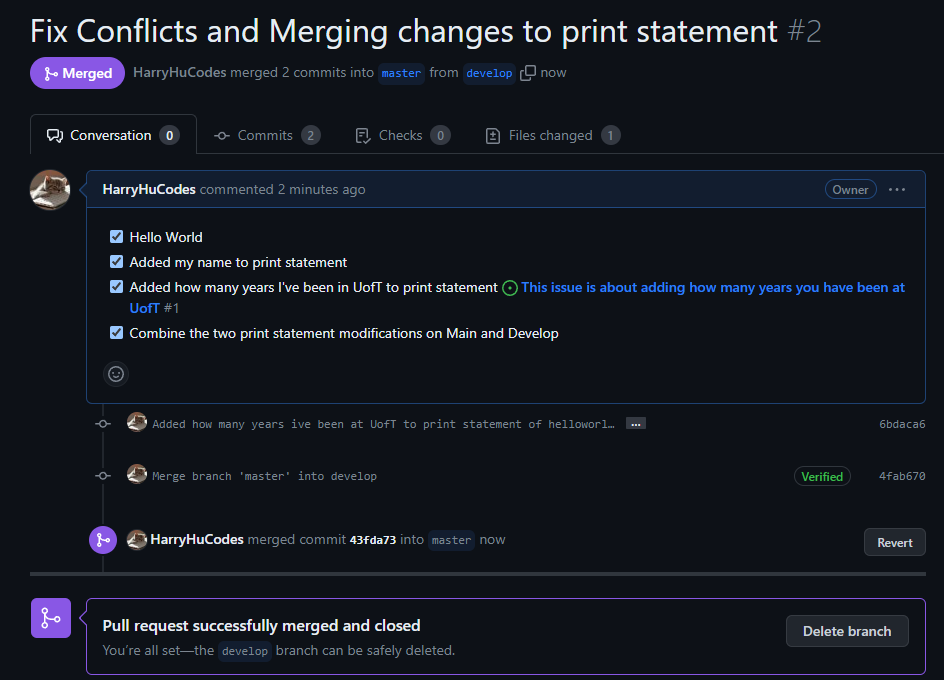 Fix Conflicts and Merging changes to print statement #2
Merged HarryHuCodes merged 2 commits into master from develop now
Conversation 0 Commits 2 Checks 0 Files changed 1
HarryHuCodes commented 2 minutes ago Owner ...
Hello World
Added my name to print statement
Added how many years I've been in UofT to print statement This issue is about adding how many years you have been at
UofT #1
Combine the two print statement modifications on Main and Develop
Added how many years ive been at UofT to print statement of helloworl… ... 6bdaca6
Merge branch 'master' into develop Verified 4fab670
HarryHuCodes merged commit 43fda73 into master now Revert
Pull request successfully merged and closed
You're all set—the develop branch can be safely deleted. Delete branch